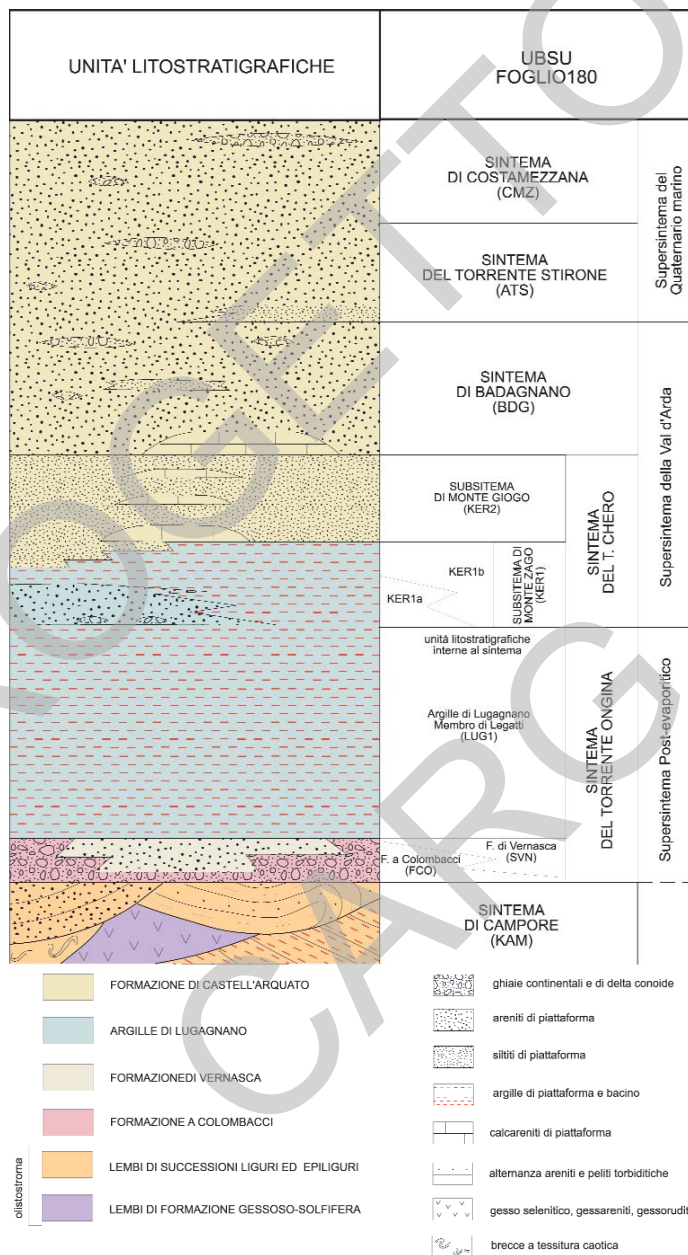 UNITA' LITOSTRATIGRAFICHE
UBSU
FOGLIO180
SINTEMA
DI COSTAMEZZANA
(CMZ)
SINTEMA
DEL TORRENTE STIRONE
(ATS)
Supersintema del
Quaternario marino
SINTEMA
DI BADAGNANO
(BDG)
SUBSITEMA
DI MONTE GIOGO
(KER2)
KER1b
KER1a
SUBSITEMA DI
MONTE ZAGO
(KER1)
SINTEMA
DEL T. CHERO
Supersintema della Val d'Arda
unità litostratigrafiche
interne al sintema
Argille di Lugagnano
Membro di Legatti
(LUG1)
F. di Vernasca
(SVN)
F. a Colombacci
(FCO)
SINTEMA
DEL TORRENTE ONGINA
Supersintema Post-evaporitico
SINTEMA
DI CAMPORE
(KAM)
FORMAZIONE DI CASTELL'ARQUATO
ARGILLE DI LUGAGNANO
FORMAZIONEDI VERNASCA
FORMAZIONE A COLOMBACCI
olistostroma
LEMBI DI SUCCESSIONI LIGURI ED EPILIGURI
LEMBI DI FORMAZIONE GESSOSO-SOLFIFERA
ghiaie continentali e di delta conoide
areniti di piattaforma
siltiti di piattaforma
argille di piattaforma e bacino
calcareniti di piattaforma
alternanza areniti e peliti torbiditiche
gesso selenitico, gessareniti, gessorudit
brecce a tessitura caotica
OGETTO
CARG